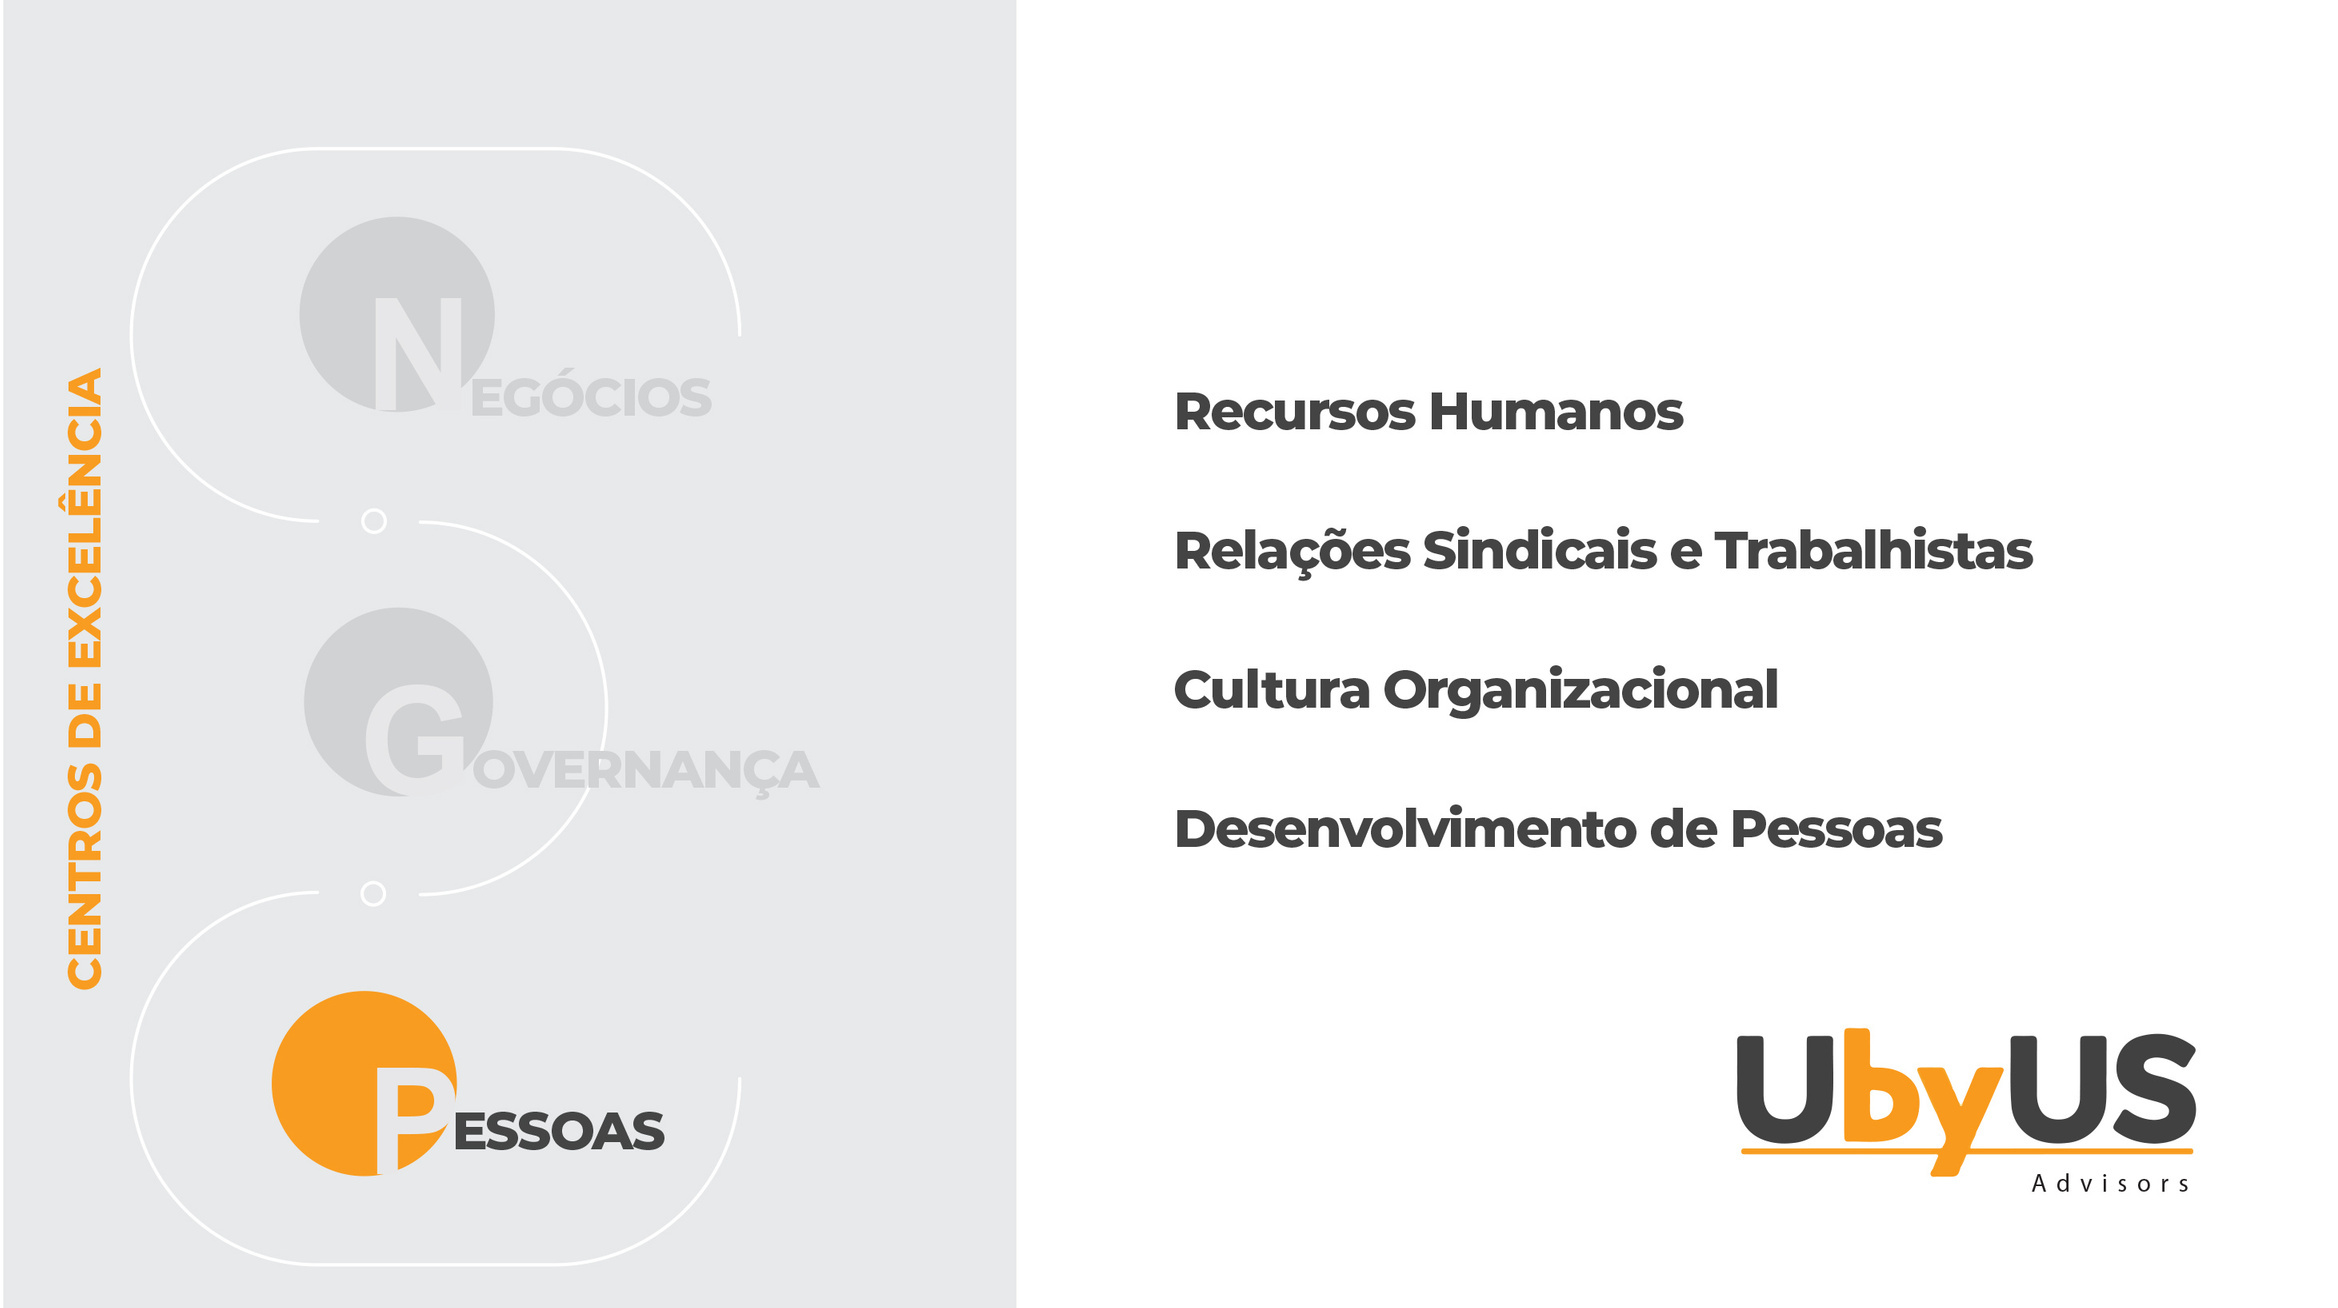 CENTROS DE EXCELÊNCIA
NEGÓCIOS
GOVERNANÇA
PESSOAS
Recursos Humanos
Relações Sindicais e Trabalhistas
Cultura Organizacional
Desenvolvimento de Pessoas
UbyUS
Advisors